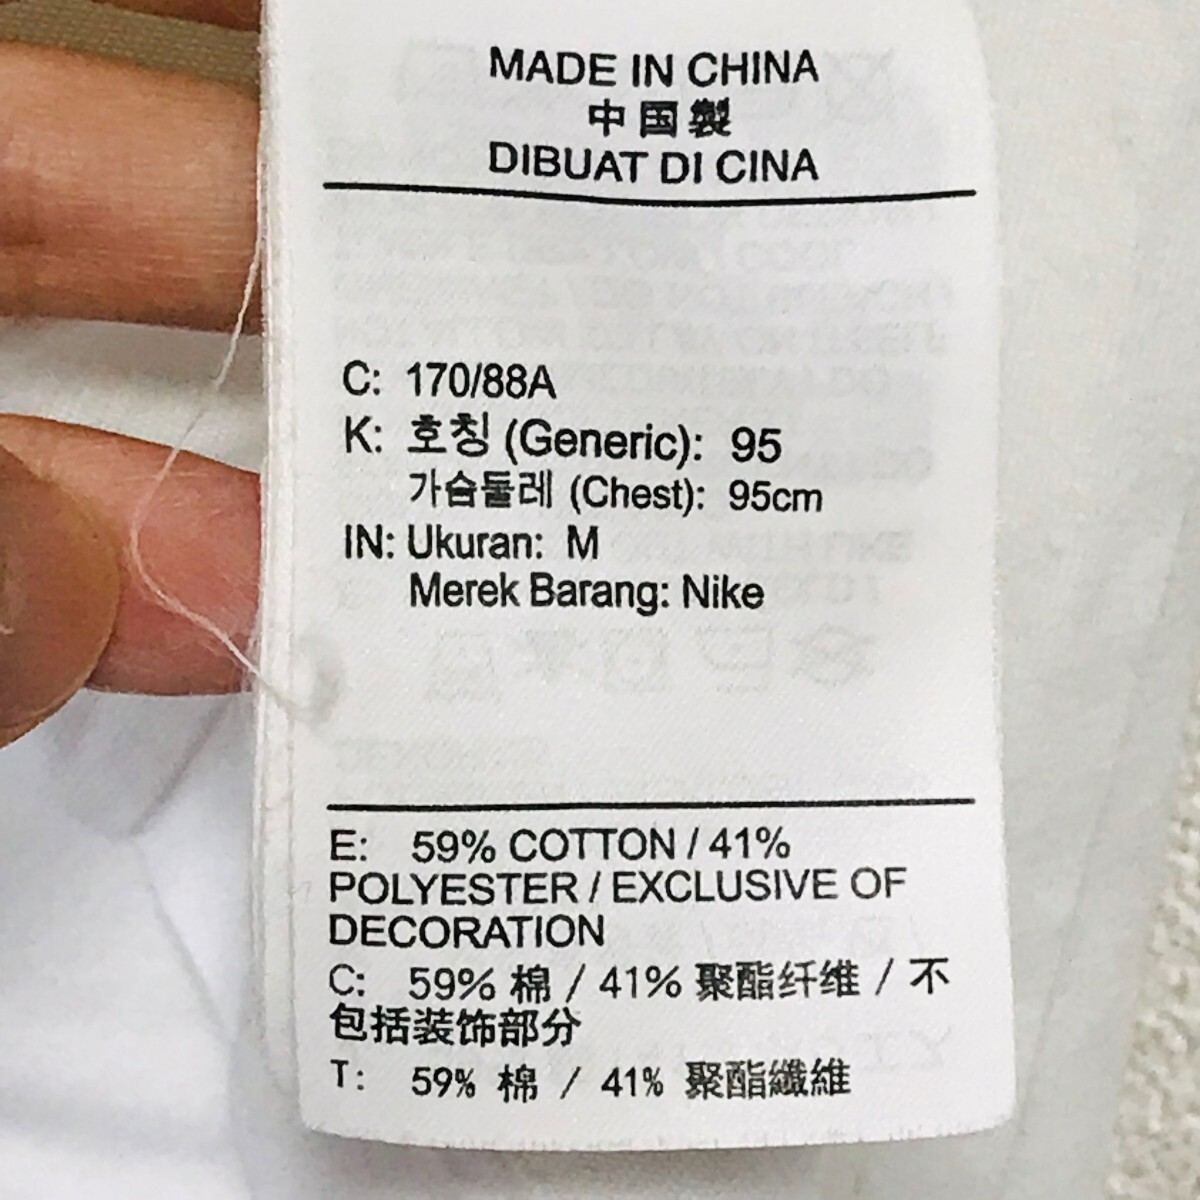 MADE IN CHINA
中国製
DIBUAT DI CINA
C: 170/88A
K: 호칭 (Generic): 95
가슴둘레 (Chest): 95cm
IN: Ukuran: M
Merek Barang: Nike
E: 59% COTTON / 41%
POLYESTER / EXCLUSIVE OF
DECORATION
C: 59% 棉 / 41% 聚酯纤维 / 不
包括装饰部分
T: 59% 棉 / 41% 聚酯纖維